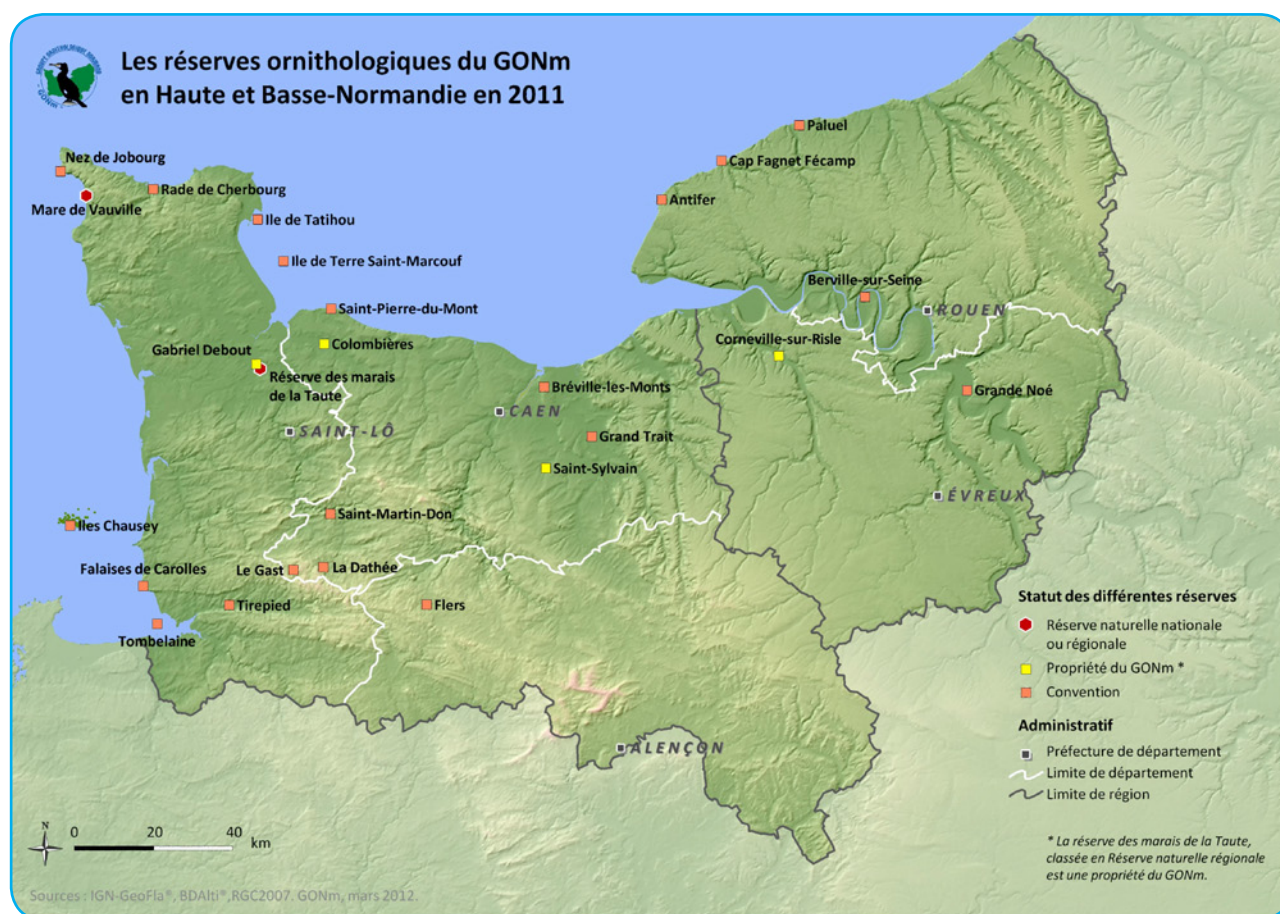 Les réserves ornithologiques du GONm
en Haute et Basse-Normandie en 2011
Paluel
Cap Fagnet Fécamp
Nez de Jobourg
Rade de Cherbourg
Antifer
Mare de Vauville
Ile de Tatihou
Ile de Terre Saint-Marcouf
Berville-sur-Seine
Saint-Pierre-du-Mont
ROUEN
Colombières
Corneville-sur-Risle
Gabriel Debout
Réserve des marais
de la Taute
Bréville-les-Monts
Grande Noé
CAEN
SAINT-LÔ
Grand Trait
Saint-Sylvain
ÉVREUX
Saint-Martin-Don
Iles Chausey
Falaises de Carolles
Le Gast
La Dathée
Tirepied
Flers
Tombelaine
ALENÇON
Statut des différentes réserves
Réserve naturelle nationale
ou régionale
Propriété du GONm *
Convention
Administratif
Préfecture de département
Limite de département
Limite de région
* La réserve des marais de la Taute,
classée en Réserve naturelle régionale
est une propriété du GONm.
N
0 20 40
km
Sources : IGN-GeoFla®, BDAlti®,RGC2007. GONm, mars 2012.